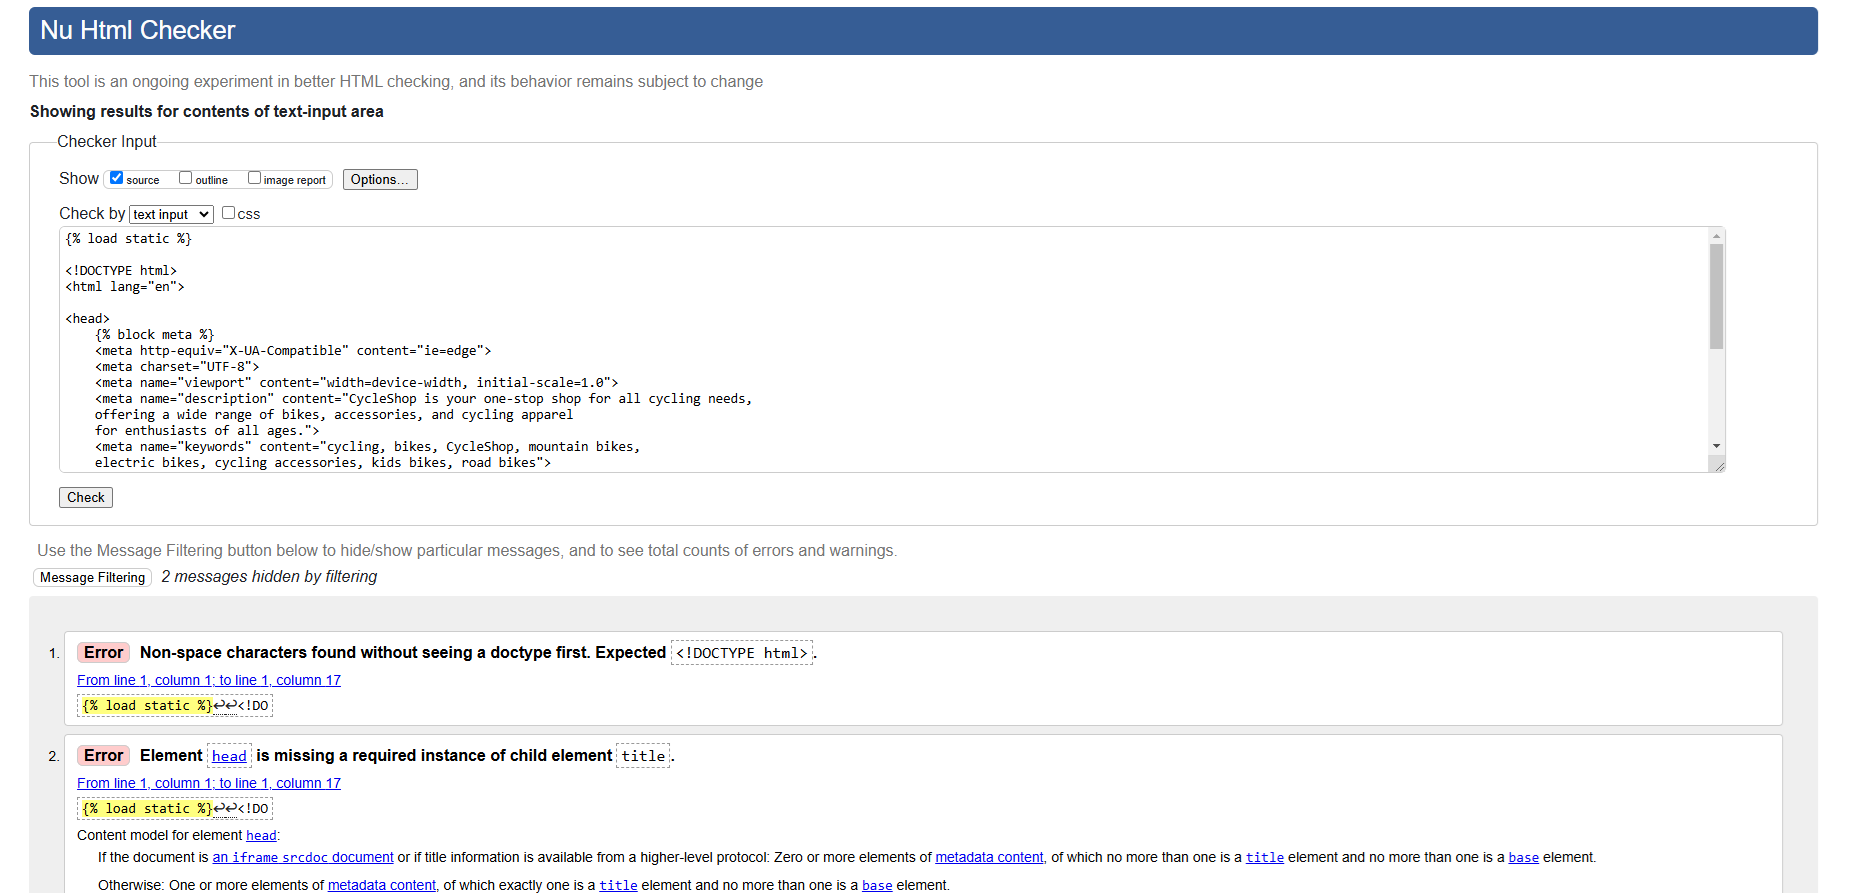 Nu Html Checker
This tool is an ongoing experiment in better HTML checking, and its behavior remains subject to change
Showing results for contents of text-input area
Checker Input
Show source outline image report Options...
Check by text input css
{% load static %}
<!DOCTYPE html>
<html lang="en">
<head>
{% block meta %}
<meta http-equiv="X-UA-Compatible" content="ie=edge">
<meta charset="UTF-8">
<meta name="viewport" content="width=device-width, initial-scale=1.0">
<meta name="description" content="CycleShop is your one-stop shop for all cycling needs,
offering a wide range of bikes, accessories, and cycling apparel
for enthusiasts of all ages.">
<meta name="keywords" content="cycling, bikes, CycleShop, mountain bikes,
electric bikes, cycling accessories, kids bikes, road bikes">
Check
Use the Message Filtering button below to hide/show particular messages, and to see total counts of errors and warnings.
Message Filtering 2 messages hidden by filtering
1. Error Non-space characters found without seeing a doctype first. Expected <!DOCTYPE html>.
From line 1, column 1; to line 1, column 17
{% load static %}↩↩<!DO
2. Error Element head is missing a required instance of child element title.
From line 1, column 1; to line 1, column 17
{% load static %}↩↩<!DO
Content model for element head:
If the document is an iframe srcdoc document or if title information is available from a higher-level protocol: Zero or more elements of metadata content, of which no more than one is a title element and no more than one is a base element.
Otherwise: One or more elements of metadata content, of which exactly one is a title element and no more than one is a base element.